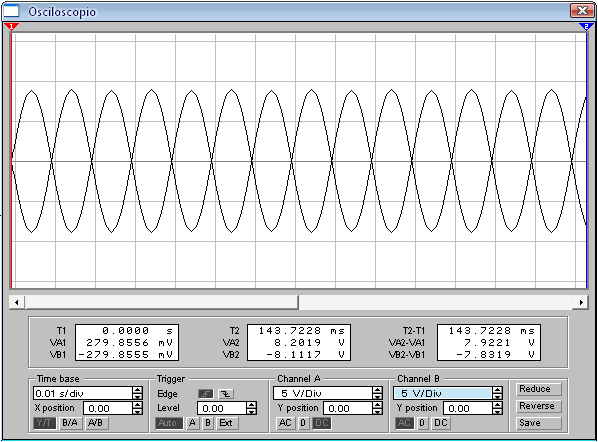 Osciloscopio
1 2
T1 0.0000 s T2 143.7228 ms T2-T1 143.7228 ms
VA1 279.8556 mV VA2 8.2019 V VA2-VA1 7.9221 V
VB1 -279.8555 mV VB2 -8.1117 V VB2-VB1 -7.8319 V
Time base Trigger Channel A Channel B
0.01 s/div Edge 5 V/Div 5 V/Div Reduce
X position 0.00 Level 0.00 Y position 0.00 Y position 0.00 Reverse
Y/T B/A A/B Auto A B Ext AC 0 DC AC 0 DC Save